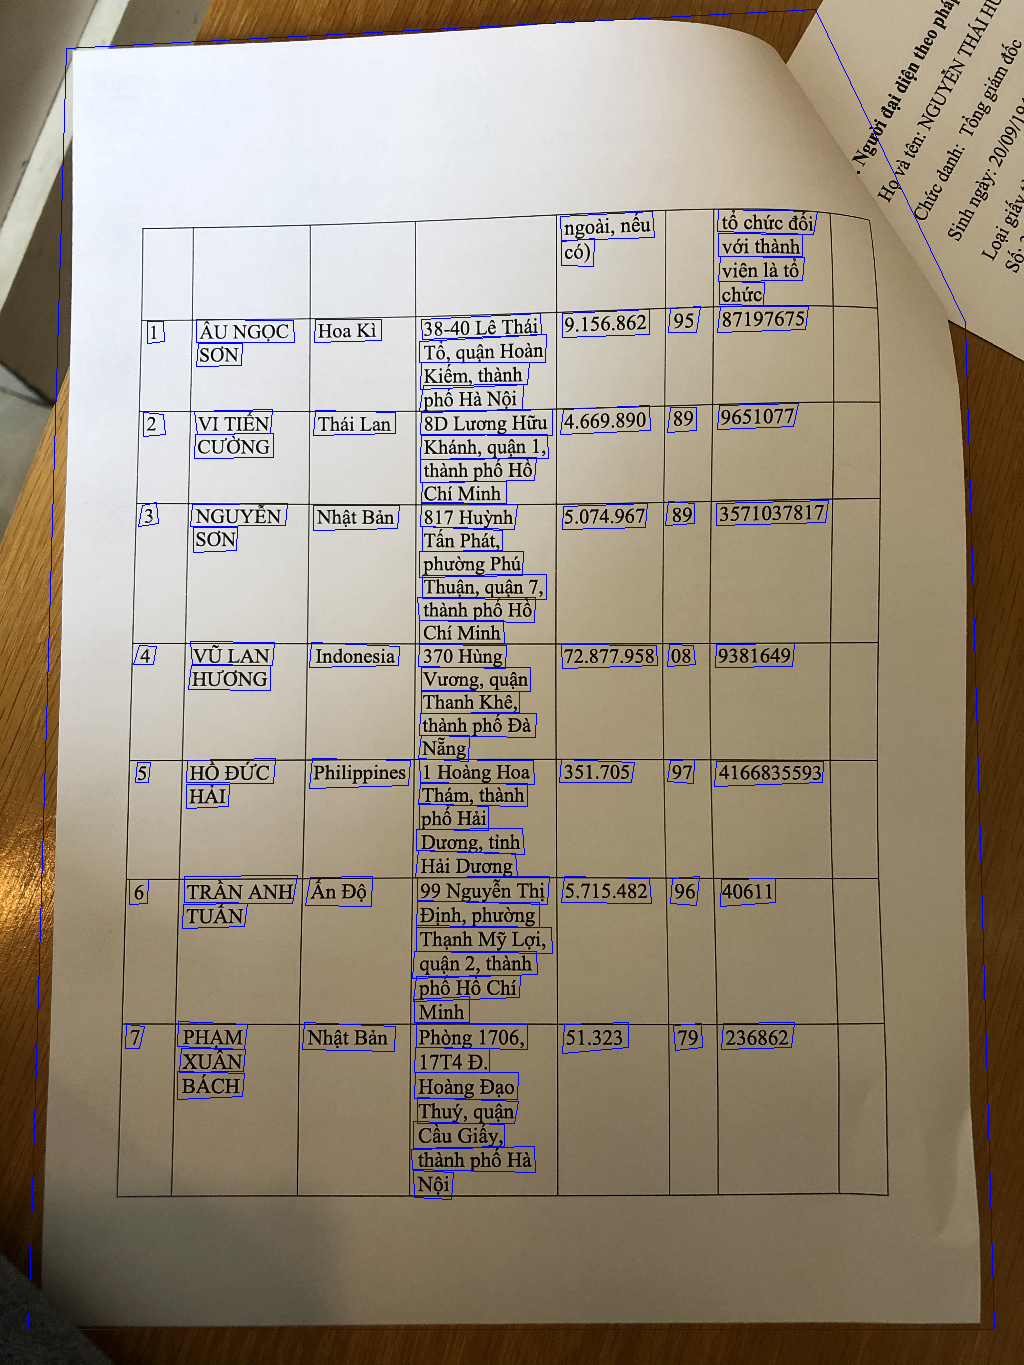 . Người đại diện theo pháp
Họ và tên: NGUYỄN THÁI
Chức danh: Tổng giám đốc
Sinh ngày: 20/09/19
Loại giấy
Số:
ngoài, nếu
có)
tổ chức đối
với thành
viên là tổ
chức
1
ÂU NGỌC
SƠN
Hoa Kì
38-40 Lê Thái
Tổ, quận Hoàn
Kiếm, thành
phố Hà Nội
9.156.862
95
87197675
2
VI TIẾN
CƯỜNG
Thái Lan
8D Lương Hữu
Khánh, quận 1,
thành phố Hồ
Chí Minh
4.669.890
89
9651077
3
NGUYỄN
SƠN
Nhật Bản
817 Huỳnh
Tấn Phát,
phường Phú
Thuận, quận 7,
thành phố Hồ
Chí Minh
5.074.967
89
3571037817
4
VŨ LAN
HƯƠNG
Indonesia
370 Hùng
Vương, quận
Thanh Khê,
thành phố Đà
Nẵng
72.877.958
08
9381649
5
HỒ ĐỨC
HẢI
Philippines
1 Hoàng Hoa
Thám, thành
phố Hải
Dương, tỉnh
Hải Dương
351.705
97
4166835593
6
TRẦN ANH
TUẤN
Ấn Độ
99 Nguyễn Thị
Định, phường
Thạnh Mỹ Lợi,
quận 2, thành
phố Hồ Chí
Minh
5.715.482
96
40611
7
PHẠM
XUÂN
BÁCH
Nhật Bản
Phòng 1706,
17T4 Đ.
Hoàng Đạo
Thuý, quận
Cầu Giấy,
thành phố Hà
Nội
51.323
79
236862